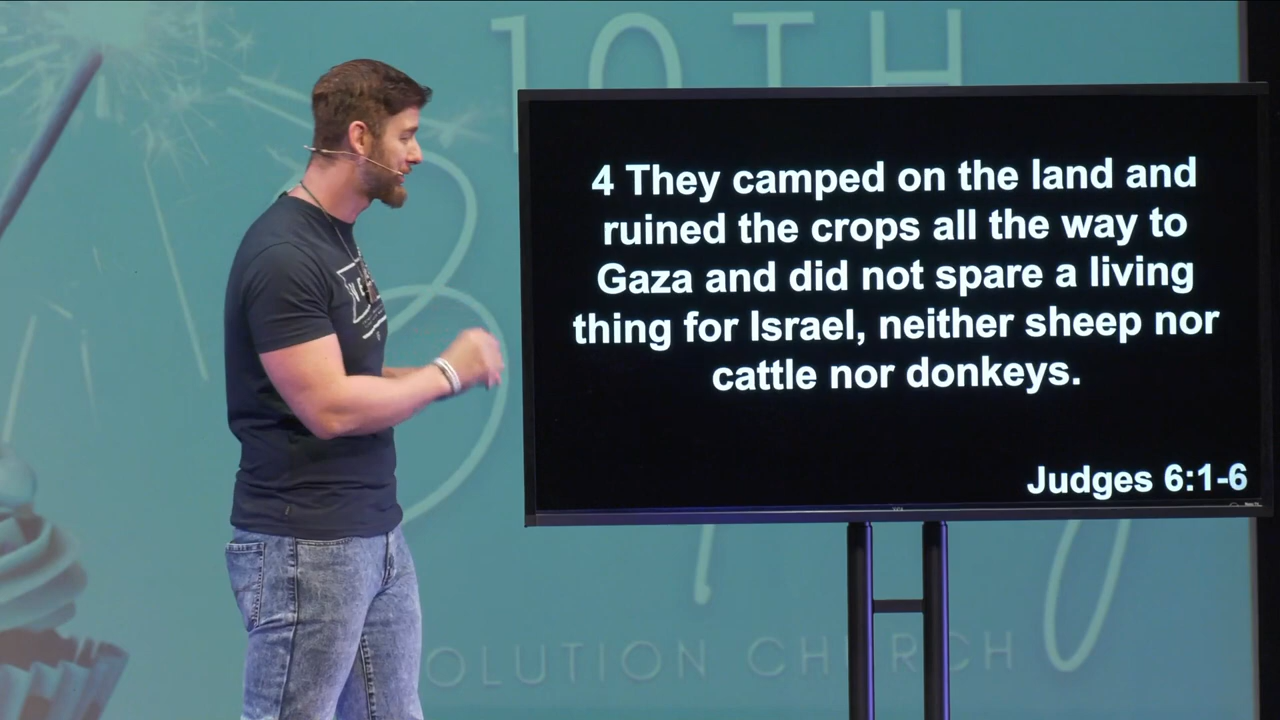 10TH
4 They camped on the land and
ruined the crops all the way to
Gaza and did not spare a living
thing for Israel, neither sheep nor
cattle nor donkeys.
Judges 6:1-6
OLUTION CHURCH